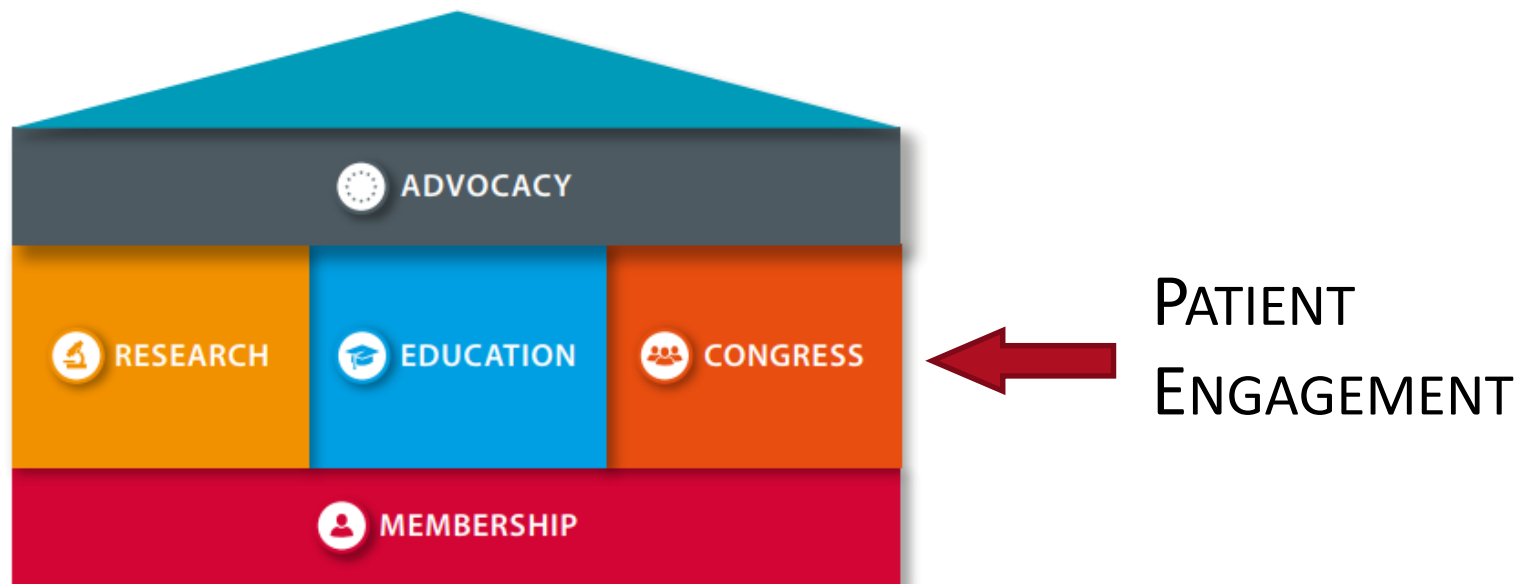 ADVOCACY
RESEARCH
EDUCATION
CONGRESS
PATIENT
ENGAGEMENT
MEMBERSHIP